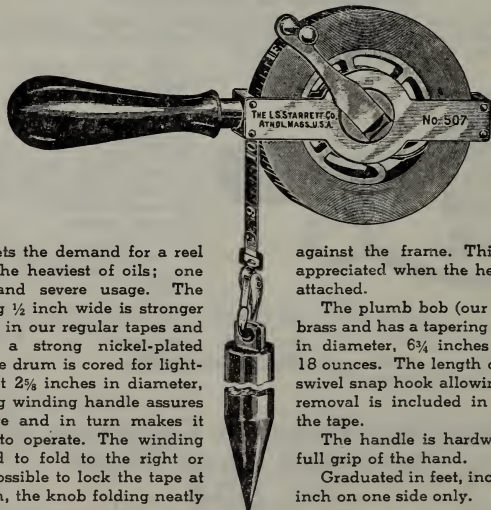 THE L.S. STARRETT CO.
ATHOL, MASS. U.S.A.
No. 507
ets the demand for a reel
he heaviest of oils; one
and severe usage. The
g ½ inch wide is stronger
in our regular tapes and
a strong nickel-plated
e drum is cored for light-
t 2⅝ inches in diameter,
g winding handle assures
e and in turn makes it
to operate. The winding
d to fold to the right or
ossible to lock the tape at
n, the knob folding neatly
against the frame. Thi
appreciated when the he
attached.
The plumb bob (our
brass and has a tapering
in diameter, 6¾ inches
18 ounces. The length o
swivel snap hook allowin
removal is included in
the tape.
The handle is hardw
full grip of the hand.
Graduated in feet, inc
inch on one side only.